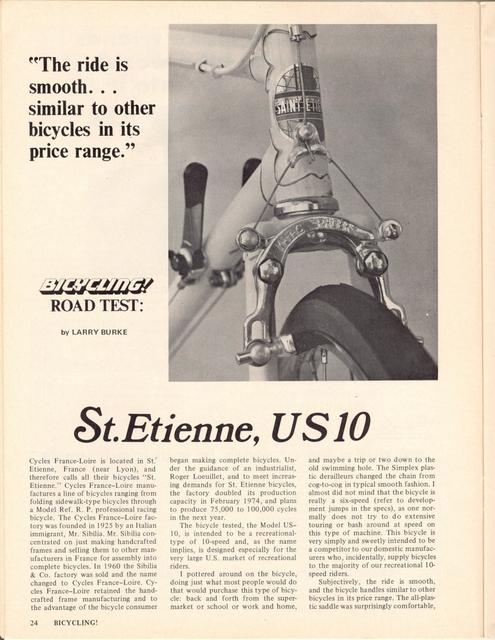 “The ride is
smooth. . .
similar to other
bicycles in its
price range.”
SAINT-ETIE
BICYCLING!
ROAD TEST:
by LARRY BURKE
St. Etienne, US 10
Cycles France-Loire is located in St.
Etienne, France (near Lyon), and
therefore calls all their bicycles "St.
Etienne." Cycles France–Loire manu-
factures a line of bicycles ranging from
folding sidewalk-type bicycles through
a Model Ref. R. P. professional racing
bicycle. The Cycles France–Loire fac-
tory was founded in 1925 by an Italian
immigrant, Mr. Sibilia. Mr. Sibilia con-
centrated on just making handcrafted
frames and selling them to other man-
ufacturers in France for assembly into
complete bicycles. In 1960 the Sibilia
& Co. factory was sold and the name
changed to Cycles France–Loire. Cy-
cles France–Loire retained the hand-
crafted frame manufacturing and to
the advantage of the bicycle consumer
began making complete bicycles. Un-
der the guidance of an industrialist,
Roger Loeuillet, and to meet increas-
ing demands for St. Etienne bicycles,
the factory doubled its production
capacity in February 1974, and plans
to produce 75,000 to 100,000 cycles
in the next year.
The bicycle tested, the Model US-
10, is intended to be a recreational-
type of 10-speed and, as the name
implies, is designed especially for the
very large U.S. market of recreational
riders.
I pottered around on the bicycle,
doing just what most people would do
that would purchase this type of bicy-
cle: back and forth from the super-
market or school or work and home,
and maybe a trip or two down to the
old swimming hole. The Simplex plas-
tic derailleurs changed the chain from
cog-to-cog in typical smooth fashion. I
almost did not mind that the bicycle is
really a six-speed (refer to develop-
ment jumps in the specs), as one nor-
mally does not try to do extensive
touring or bash around at speed on
this type of machine. This bicycle is
very simply and sweetly intended to be
a competitor to our domestic manufac-
turers who, incidentally, supply bicycles
to the majority of our recreational 10-
speed riders.
Subjectively, the ride is smooth,
and the bicycle handles similar to other
bicycles in its price range. The all-plas-
tic saddle was surprisingly comfortable,
24 BICYCLING!